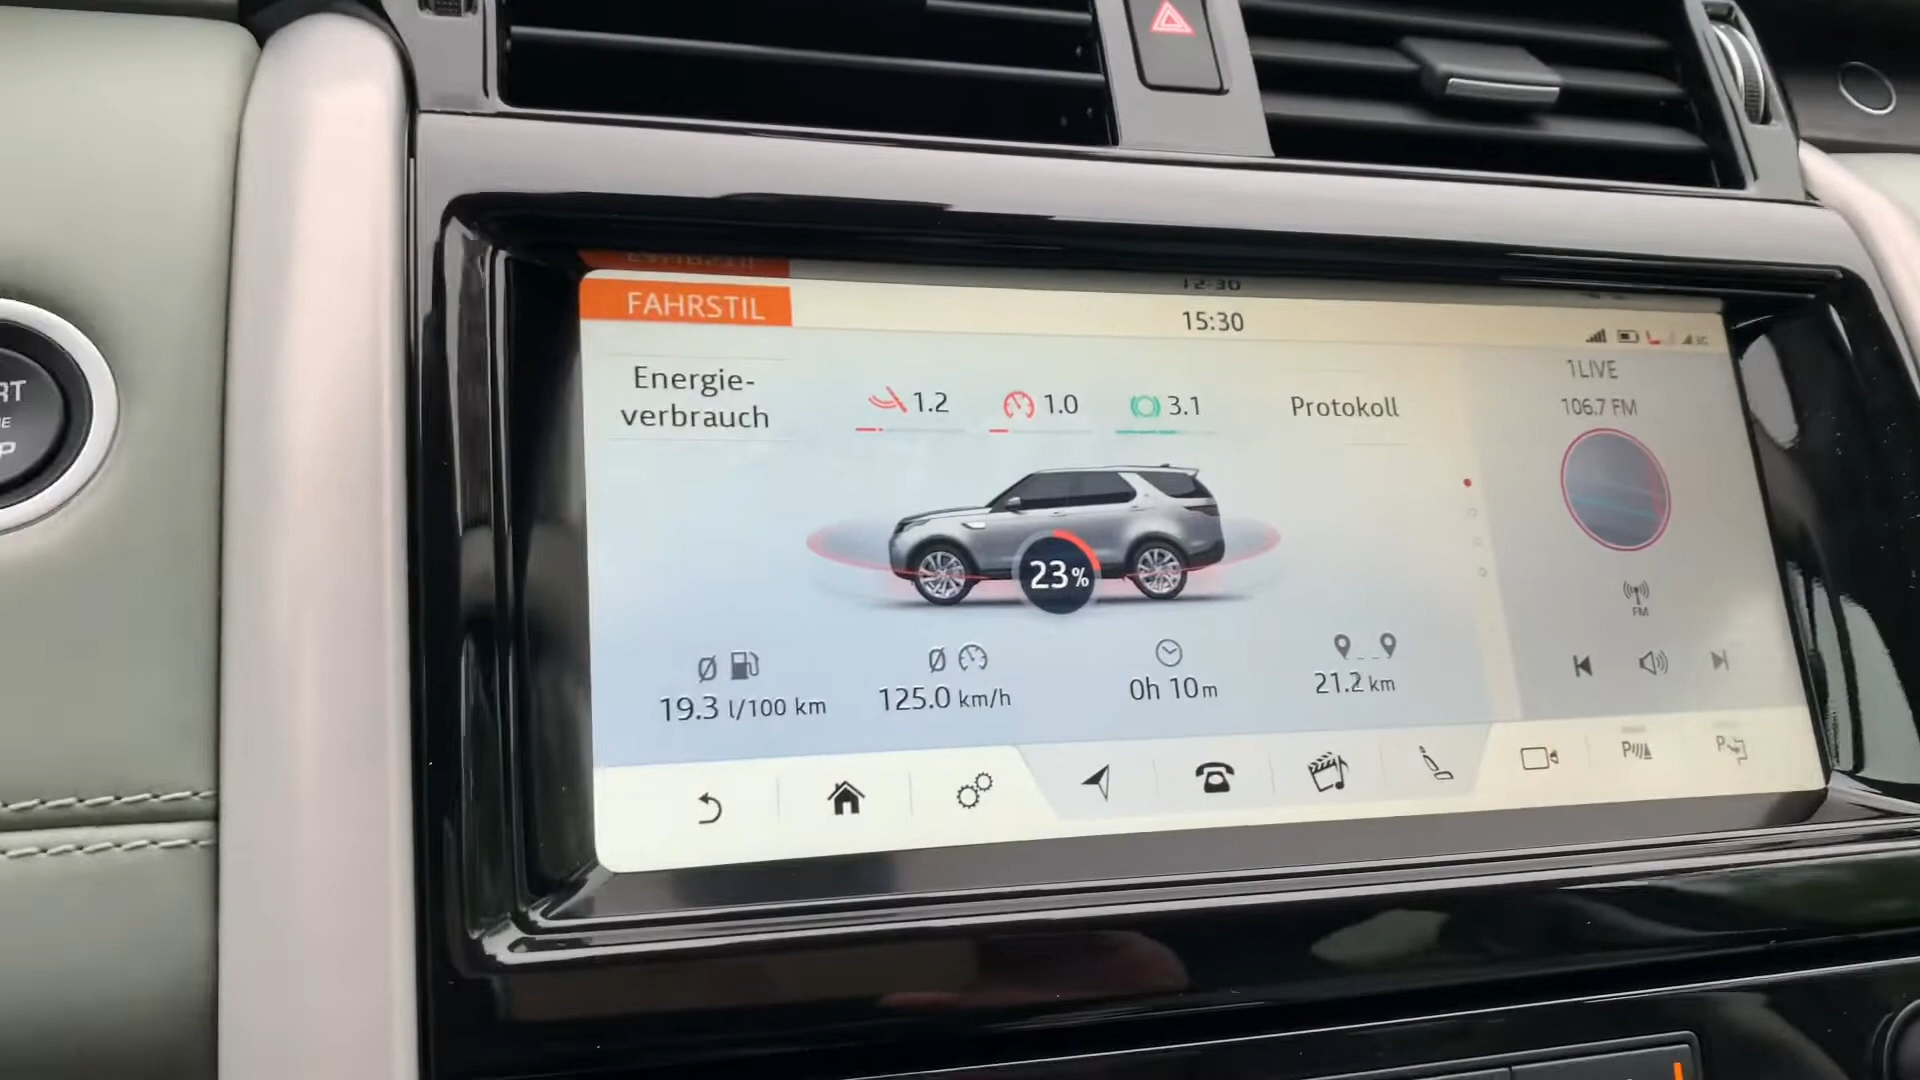 FAHRSTIL
15:30
Energie-
verbrauch
1.2
1.0
3.1
Protokoll
1LIVE
106.7 FM
23%
FM
Ø
19.3 l/100 km
Ø
125.0 km/h
0h 10m
21.2 km
P
P